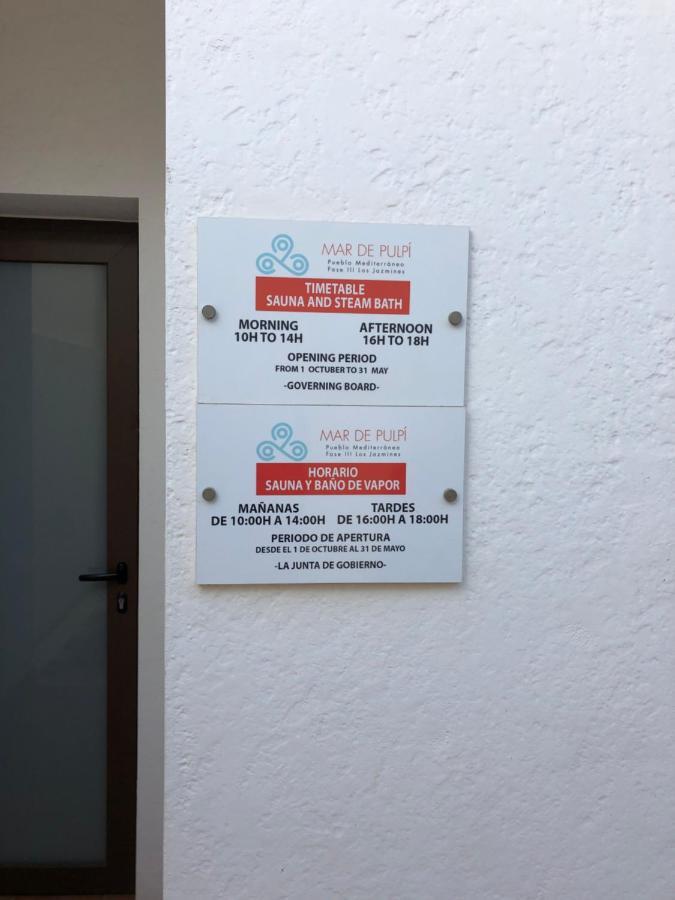 MAR DE PULPÍ
Pueblo Mediterráneo
Fase III Los Jazmines
TIMETABLE
SAUNA AND STEAM BATH
MORNING
10H TO 14H
AFTERNOON
16H TO 18H
OPENING PERIOD
FROM 1 OCTUBER TO 31 MAY
-GOVERNING BOARD-
MAR DE PULPÍ
Pueblo Mediterráneo
Fase III Los Jazmines
HORARIO
SAUNA Y BAÑO DE VAPOR
MAÑANAS
DE 10:00H A 14:00H
TARDES
DE 16:00H A 18:00H
PERIODO DE APERTURA
DESDE EL 1 DE OCTUBRE AL 31 DE MAYO
-LA JUNTA DE GOBIERNO-